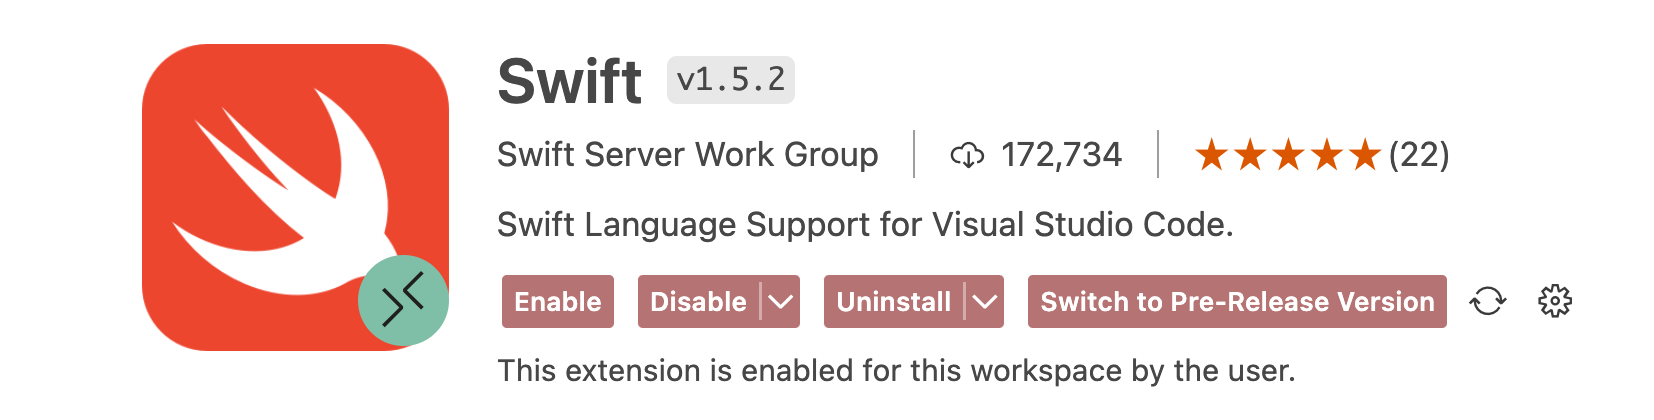 Swift v1.5.2
Swift Server Work Group 172,734 (22)
Swift Language Support for Visual Studio Code.
Enable Disable Uninstall Switch to Pre-Release Version
This extension is enabled for this workspace by the user.